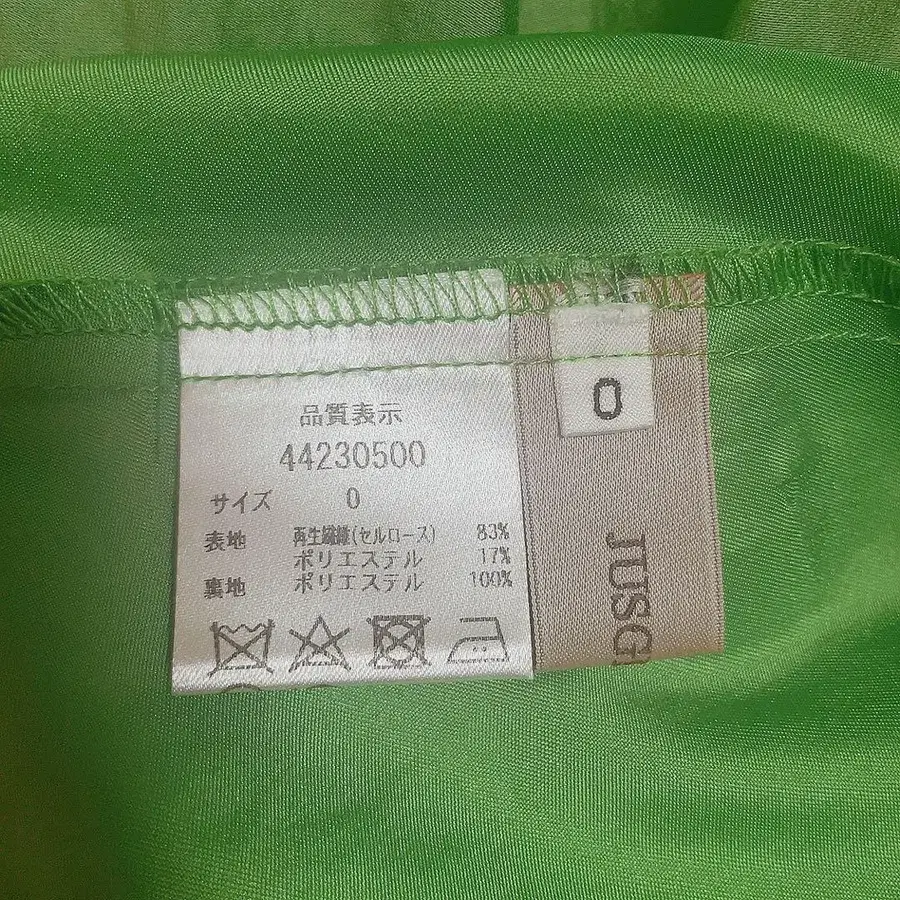 品質表示
44230500
サイズ 0
表地 再生繊維(セルロース) 83%
ポリエステル 17%
裏地 ポリエステル 100%
0
JUSG